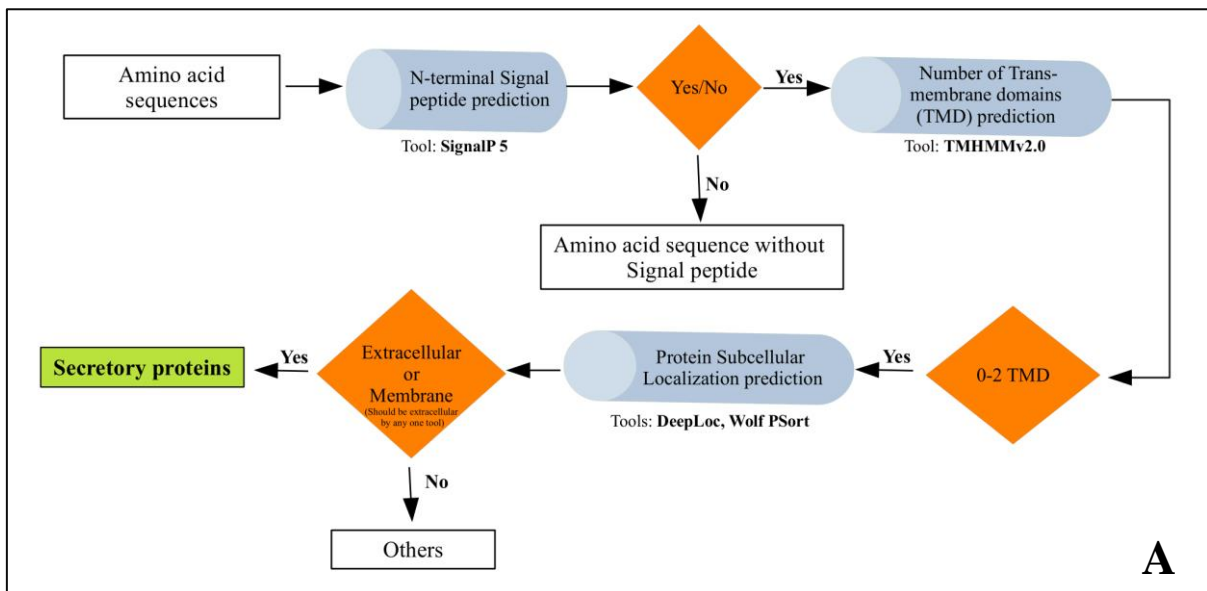 Amino acid
sequences
N-terminal Signal
peptide prediction
Tool: SignalP 5
Yes/No
Yes
Number of Trans-
membrane domains
(TMD) prediction
Tool: TMHMMv2.0
No
Amino acid sequence without
Signal peptide
0-2 TMD
Yes
Protein Subcellular
Localization prediction
Tools: DeepLoc, Wolf PSort
Extracellular
or
Membrane
(Should be extracellular
by any one tool)
Yes
Secretory proteins
No
Others
A